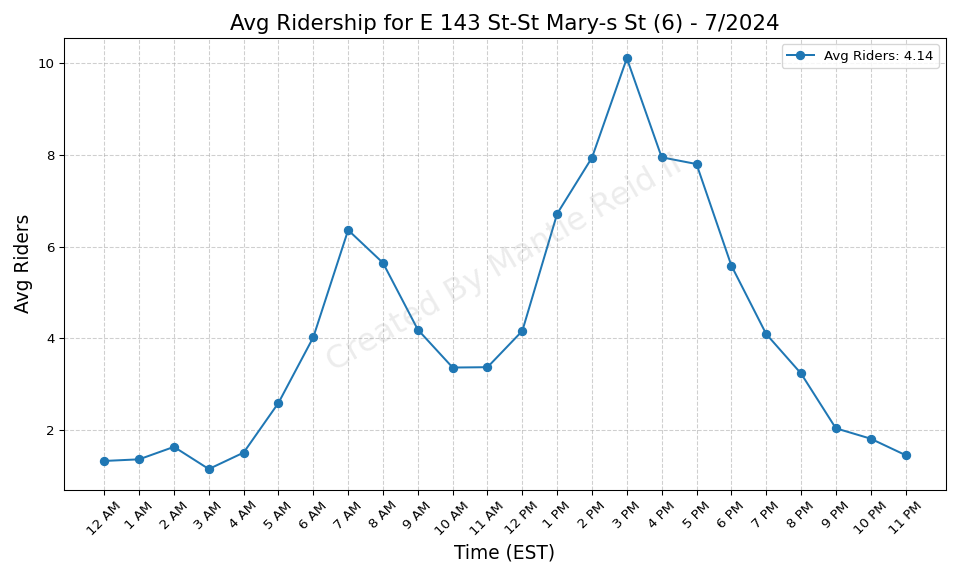 Avg Ridership for E 143 St-St Mary-s St (6) - 7/2024
Avg Riders: 4.14
Avg Riders
10
8
6
4
2
Created By Mantie Reid II
12 AM
1 AM
2 AM
3 AM
4 AM
5 AM
6 AM
7 AM
8 AM
9 AM
10 AM
11 AM
12 PM
1 PM
2 PM
3 PM
4 PM
5 PM
6 PM
7 PM
8 PM
9 PM
10 PM
11 PM
Time (EST)